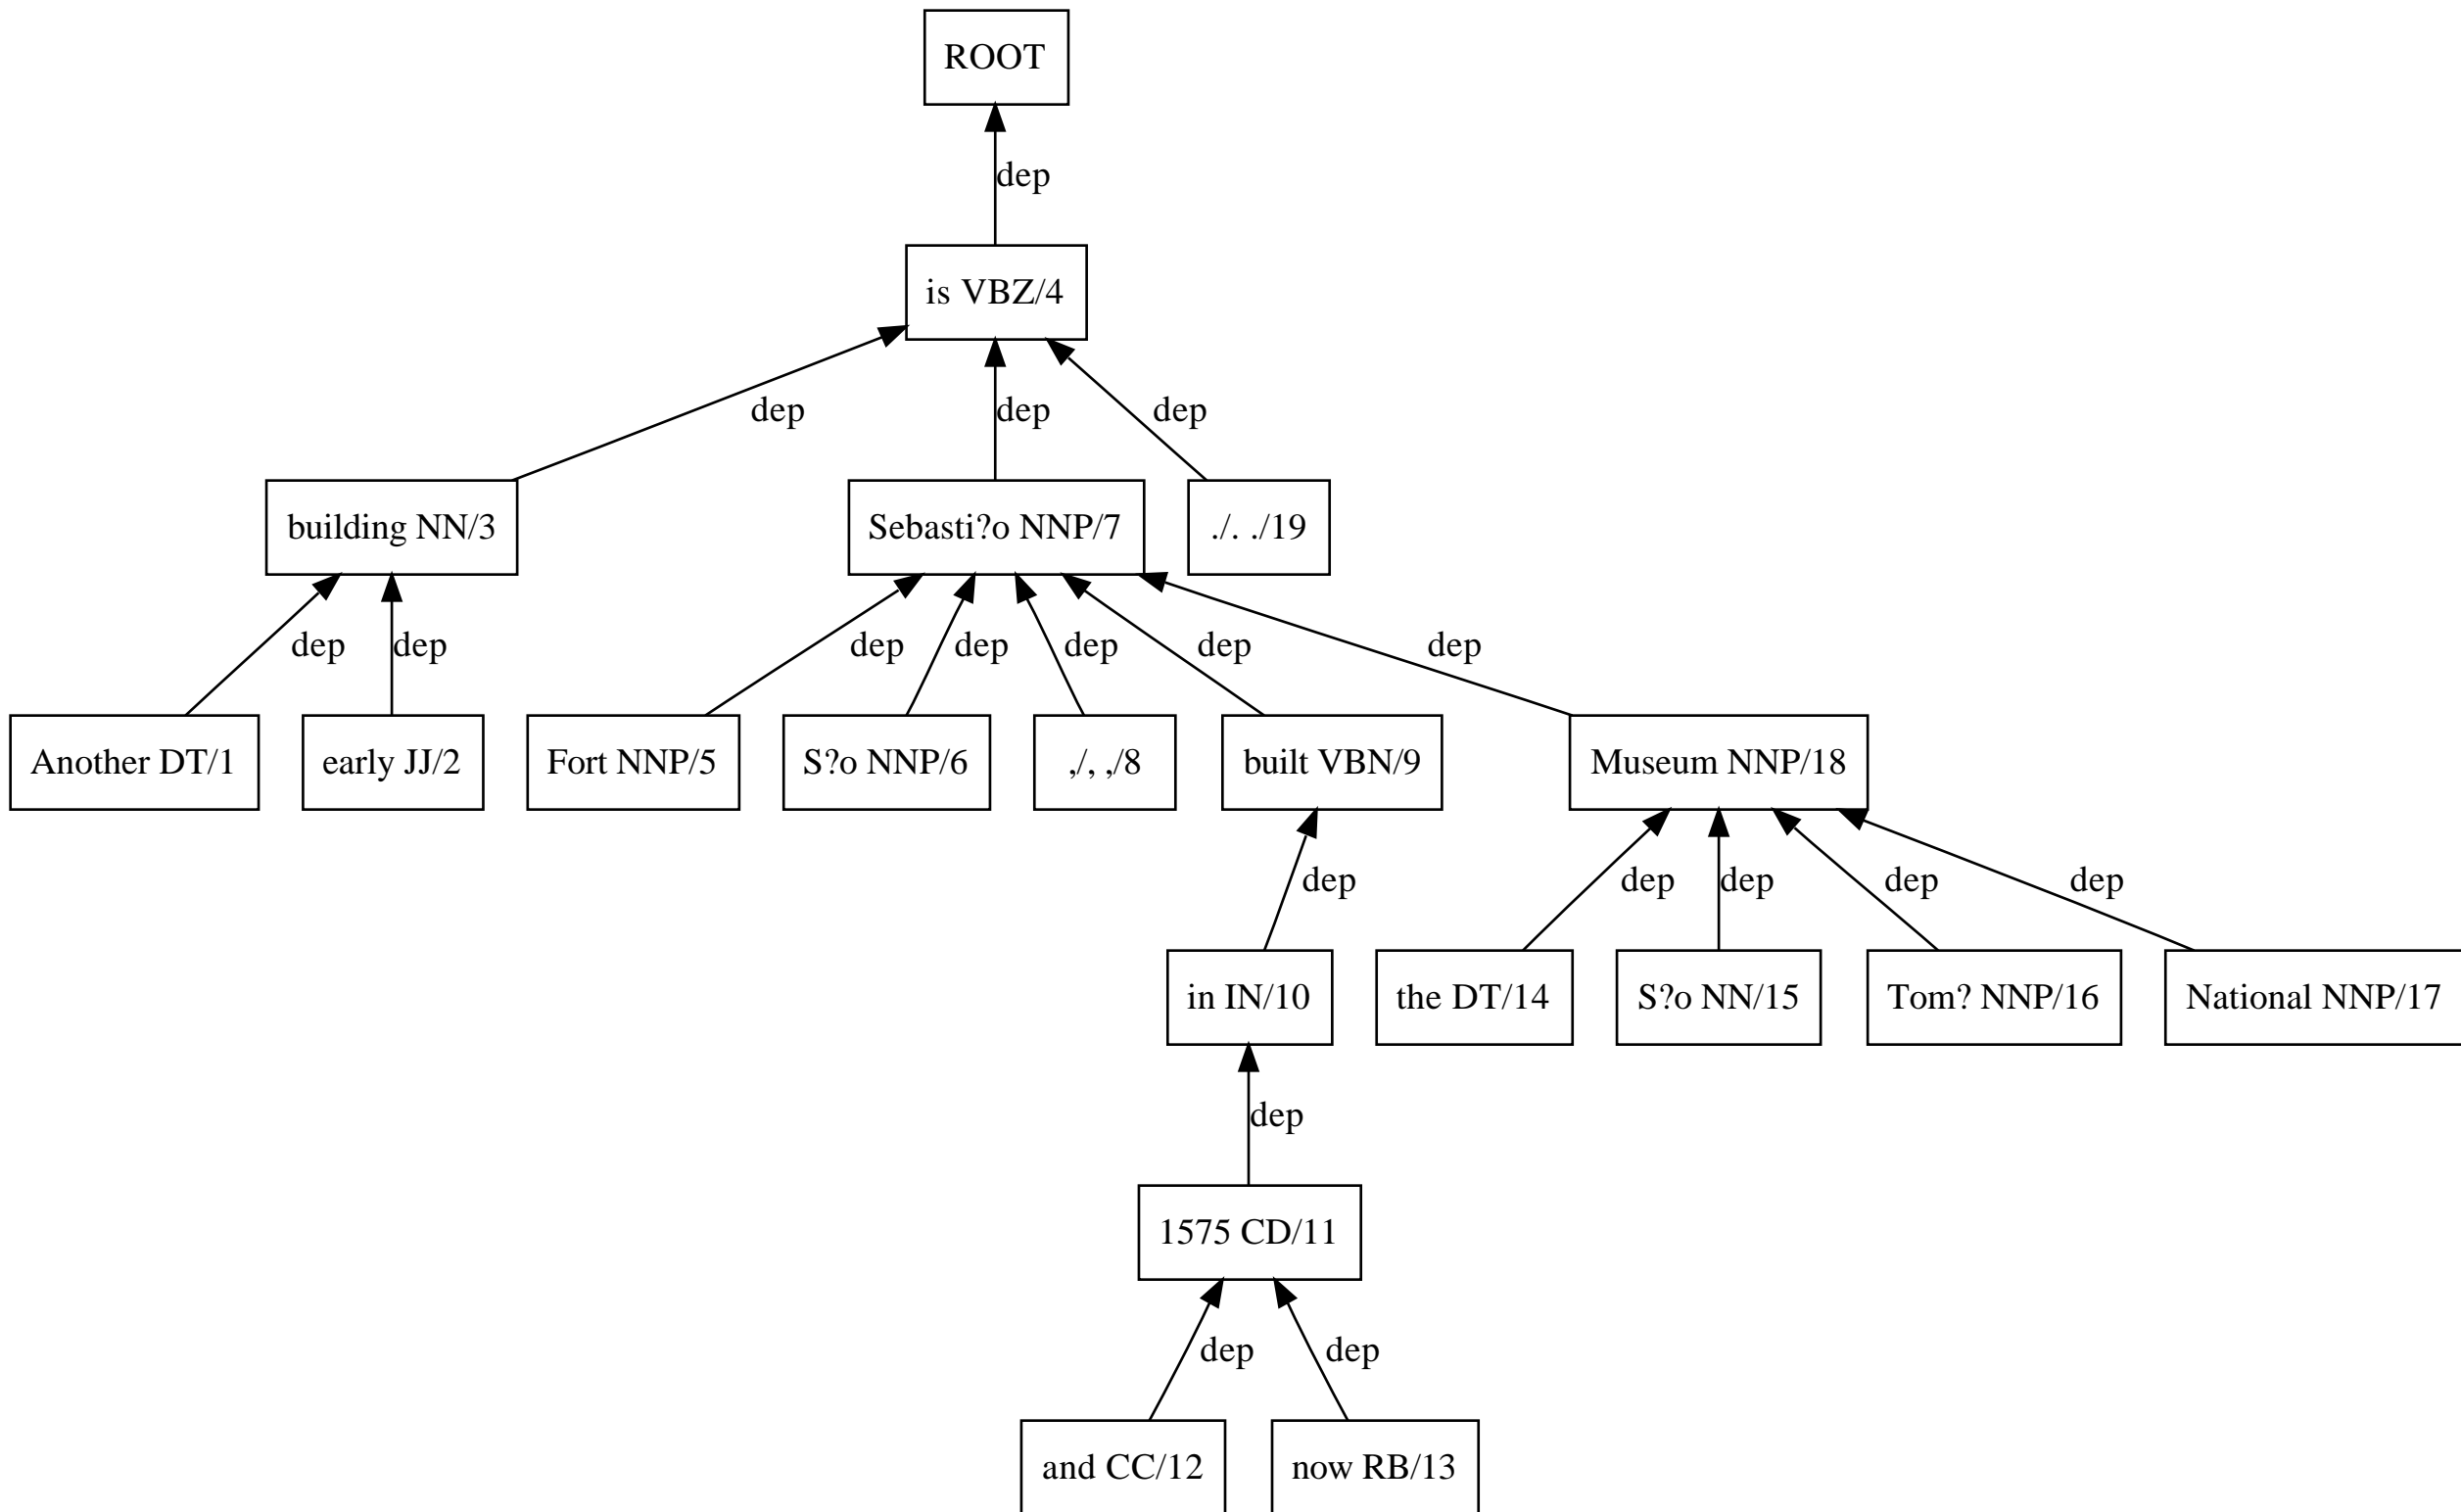 ROOT
dep
is VBZ/4
dep dep dep
building NN/3 Sebasti?o NNP/7 ./. ./19
dep dep dep dep dep dep dep
Another DT/1 early JJ/2 Fort NNP/5 S?o NNP/6 ,/, ,/8 built VBN/9 Museum NNP/18
dep dep dep dep dep
in IN/10 the DT/14 S?o NN/15 Tom? NNP/16 National NNP/17
dep
1575 CD/11
dep dep
and CC/12 now RB/13